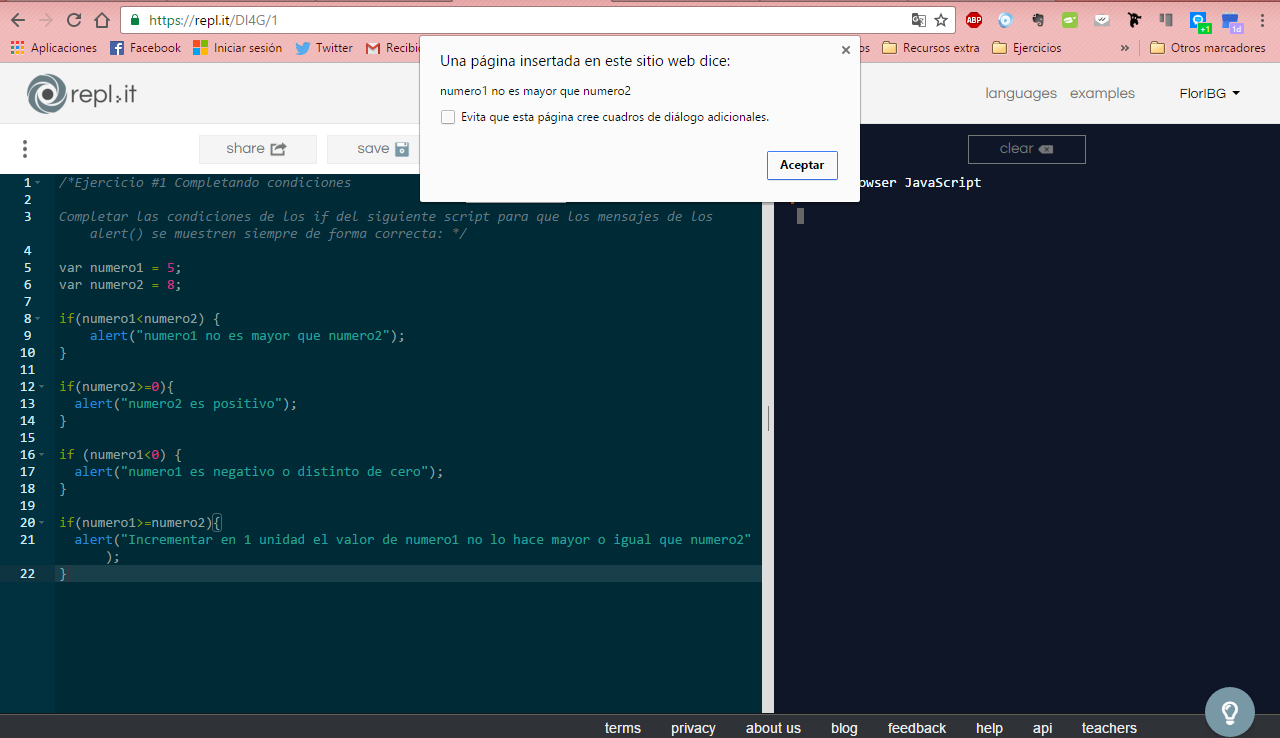 https://repl.it/DI4G/1
ABP
+1
1d
Aplicaciones
Facebook
Iniciar sesión
Twitter
Recibi
os
Recursos extra
Ejercicios
»
Otros marcadores
Una página insertada en este sitio web dice:
numero1 no es mayor que numero2
Evita que esta página cree cuadros de diálogo adicionales.
Aceptar
repl.it
languages
examples
FlorIBG
share
save
clear
owser JavaScript
1 /*Ejercicio #1 Completando condiciones
2
3 Completar las condiciones de los if del siguiente script para que los mensajes de los
alert() se muestren siempre de forma correcta: */
4
5 var numero1 = 5;
6 var numero2 = 8;
7
8 if(numero1<numero2) {
9 alert("numero1 no es mayor que numero2");
10 }
11
12 if(numero2>=0){
13 alert("numero2 es positivo");
14 }
15
16 if (numero1<0) {
17 alert("numero1 es negativo o distinto de cero");
18 }
19
20 if(numero1>=numero2){
21 alert("Incrementar en 1 unidad el valor de numero1 no lo hace mayor o igual que numero2"
);
22 }
terms
privacy
about us
blog
feedback
help
api
teachers